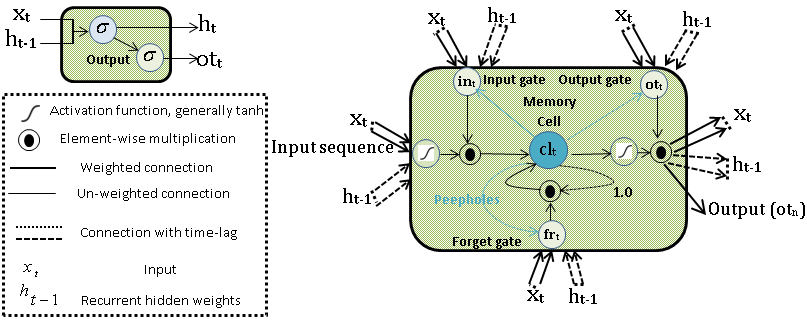 xt
ht-1
σ
σ
Output
ht
ott
Activation function, generally tanh
Element-wise multiplication
Weighted connection
Un-weighted connection
Connection with time-lag
x t
Input
h t-1
Recurrent hidden weights
xt
ht-1
xt
ht-1
int
Input gate
Output gate
ott
Memory
Cell
xt
Input sequence
ht-1
clt
xt
ht-1
Peepholes
1.0
Output (otn)
Forget gate
frt
xt
ht-1